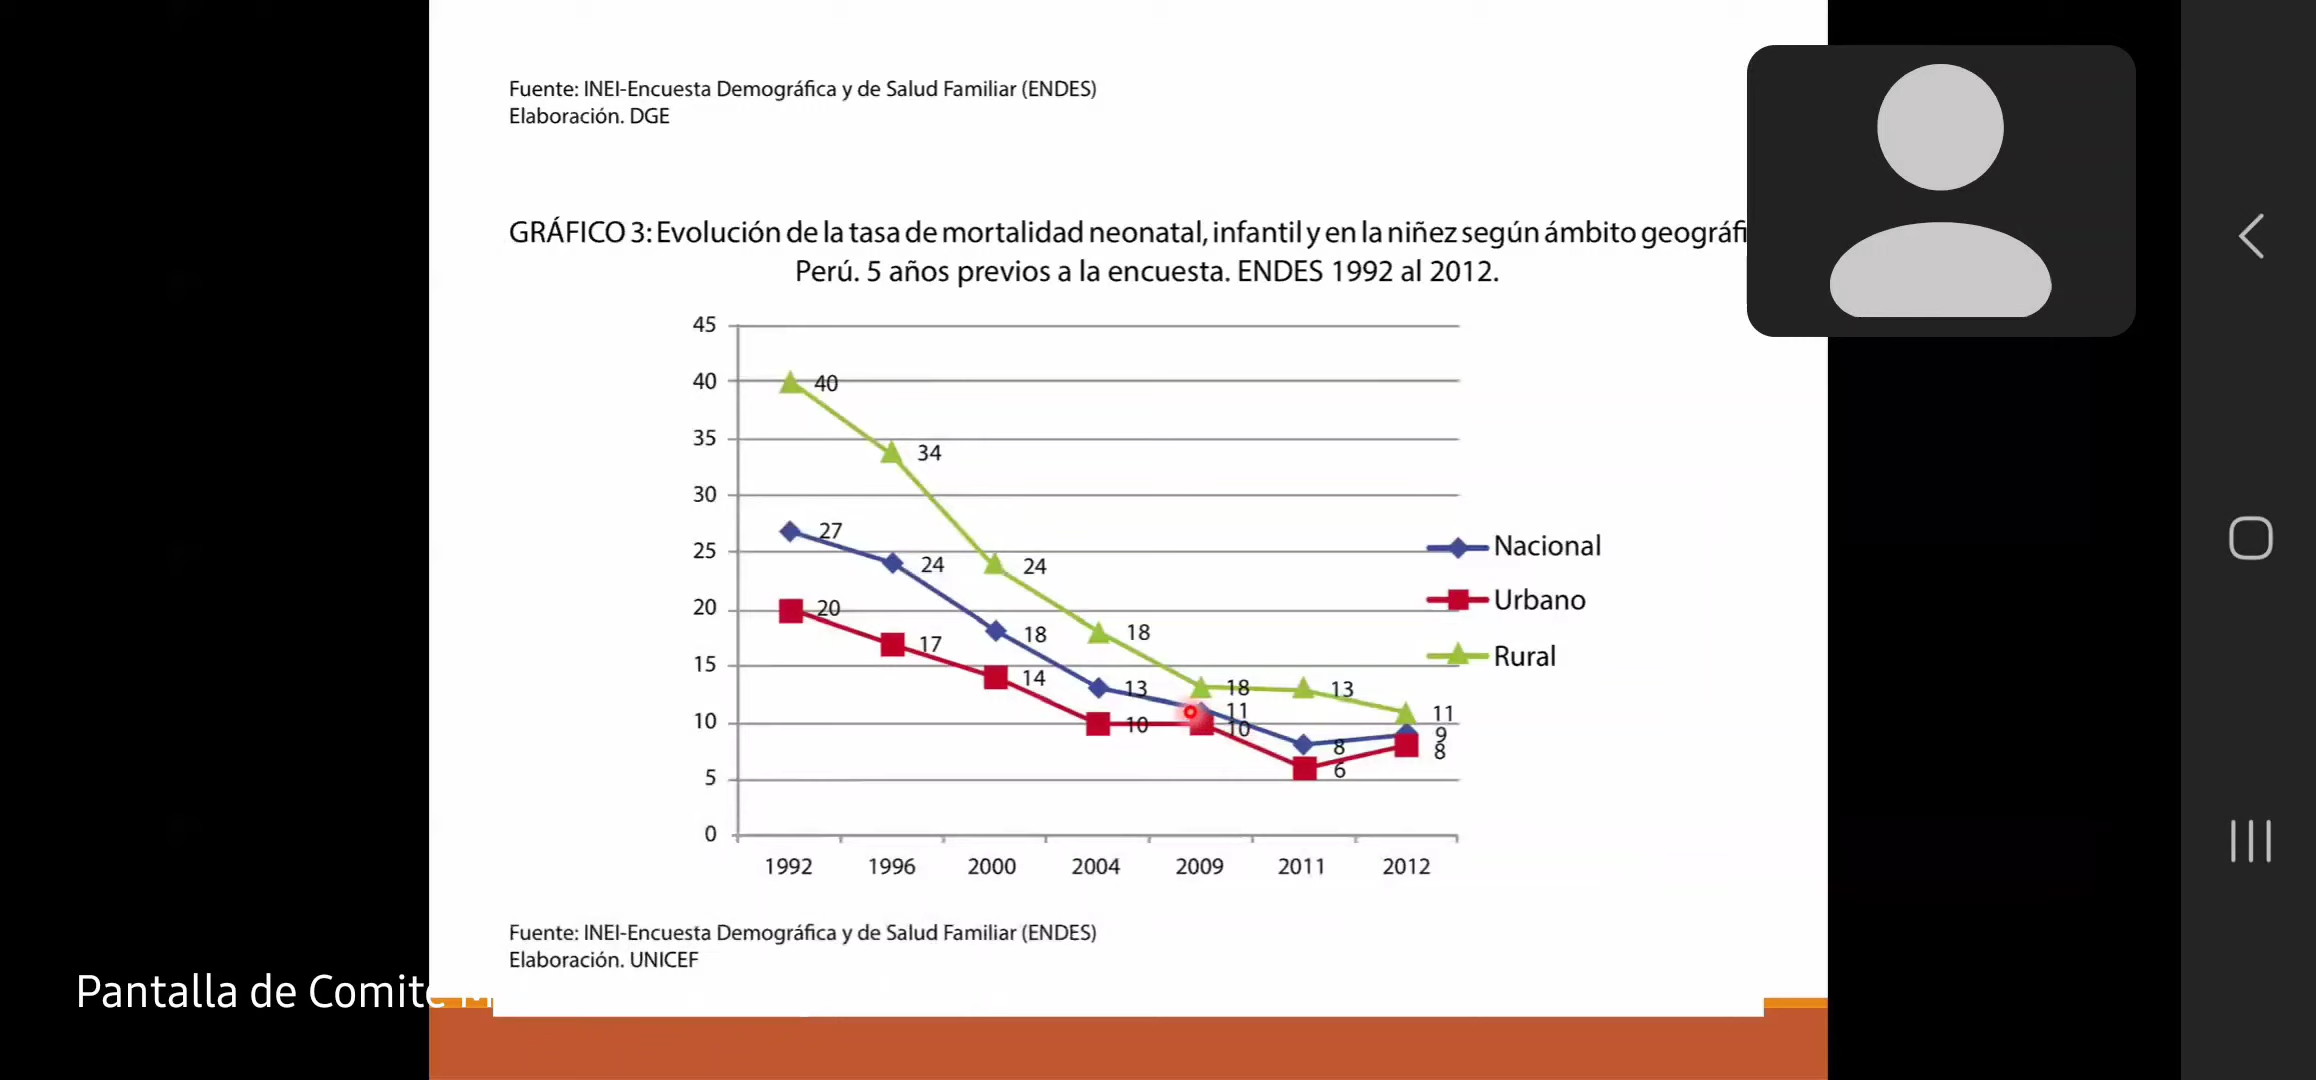 Fuente: INEI-Encuesta Demográfica y de Salud Familiar (ENDES)
Elaboración. DGE
GRÁFICO 3: Evolución de la tasa de mortalidad neonatal, infantil y en la niñez según ámbito geográfi
Perú. 5 años previos a la encuesta. ENDES 1992 al 2012.
45
40
40
35
34
30
27
25
24
24
20
20
18
18
17
15
14
18
13
13
11
10
10
10
11
9
8
8
6
5
0
1992 1996 2000 2004 2009 2011 2012
Nacional
Urbano
Rural
Fuente: INEI-Encuesta Demográfica y de Salud Familiar (ENDES)
Elaboración. UNICEF
Pantalla de Comité